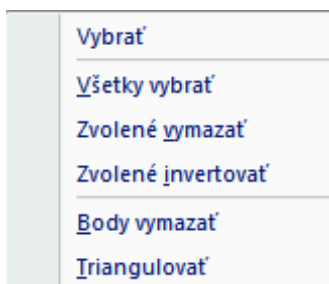 Vybrať
Všetky vybrať
Zvolené vymazať
Zvolené invertovať
Body vymazať
Triangulovať